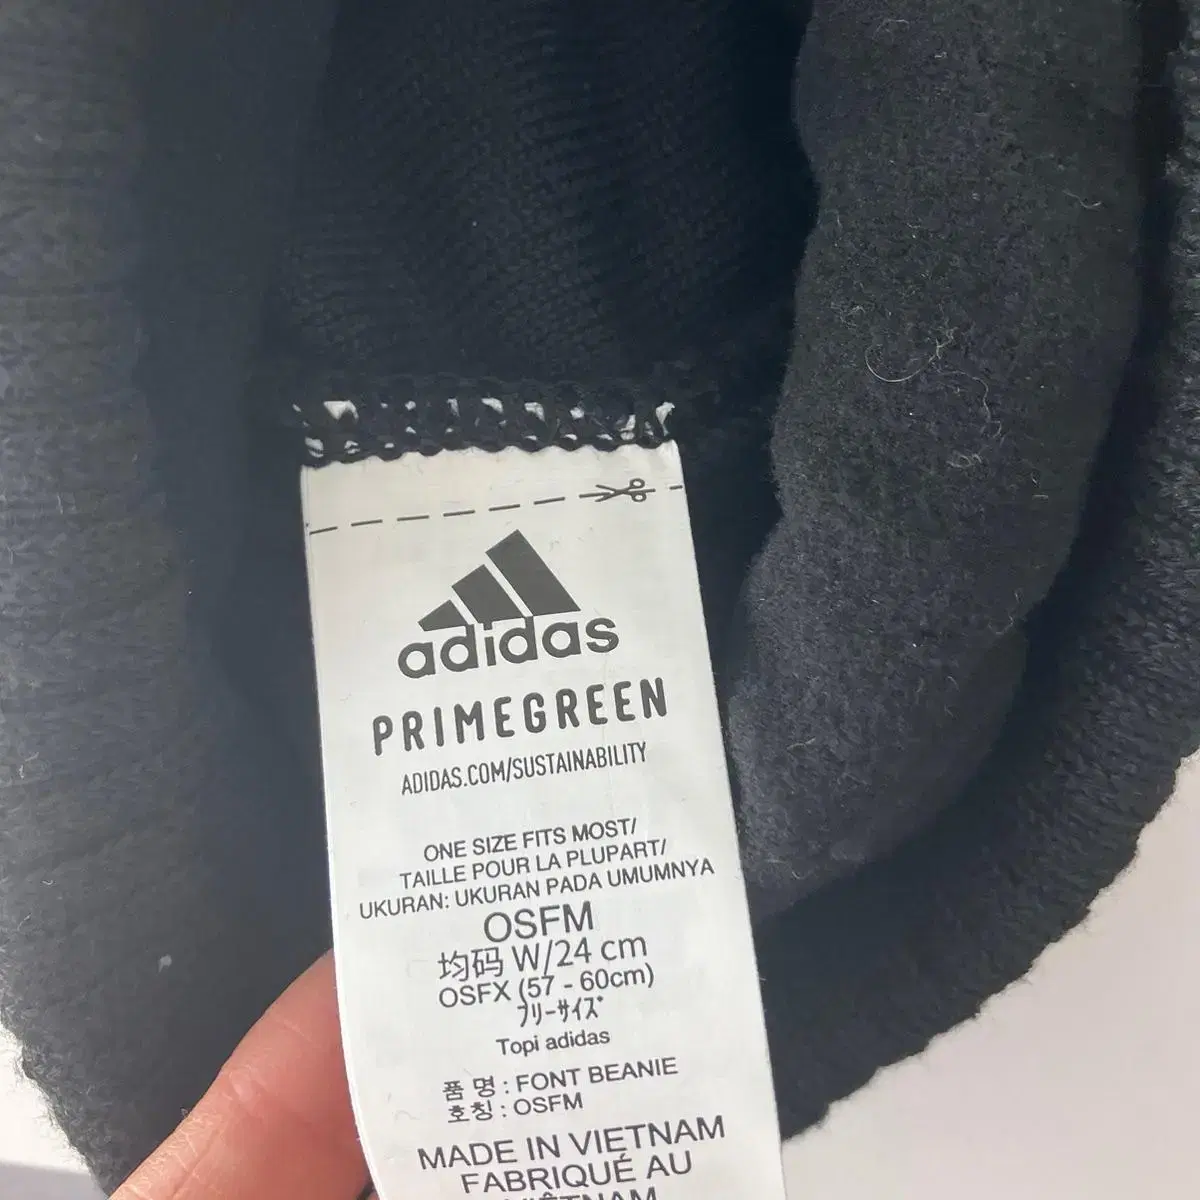 adidas
PRIMEGREEN
ADIDAS.COM/SUSTAINABILITY
ONE SIZE FITS MOST/
TAILLE POUR LA PLUPART/
UKURAN: UKURAN PADA UMUMNYA
OSFM
均码 W/24 cm
OSFX (57 - 60cm)
ﾌﾘｰｻｲｽﾞ
Topi adidas
품 명 : FONT BEANIE
호칭 : OSFM
MADE IN VIETNAM
FABRIQUÉ AU
VIÊTNAM